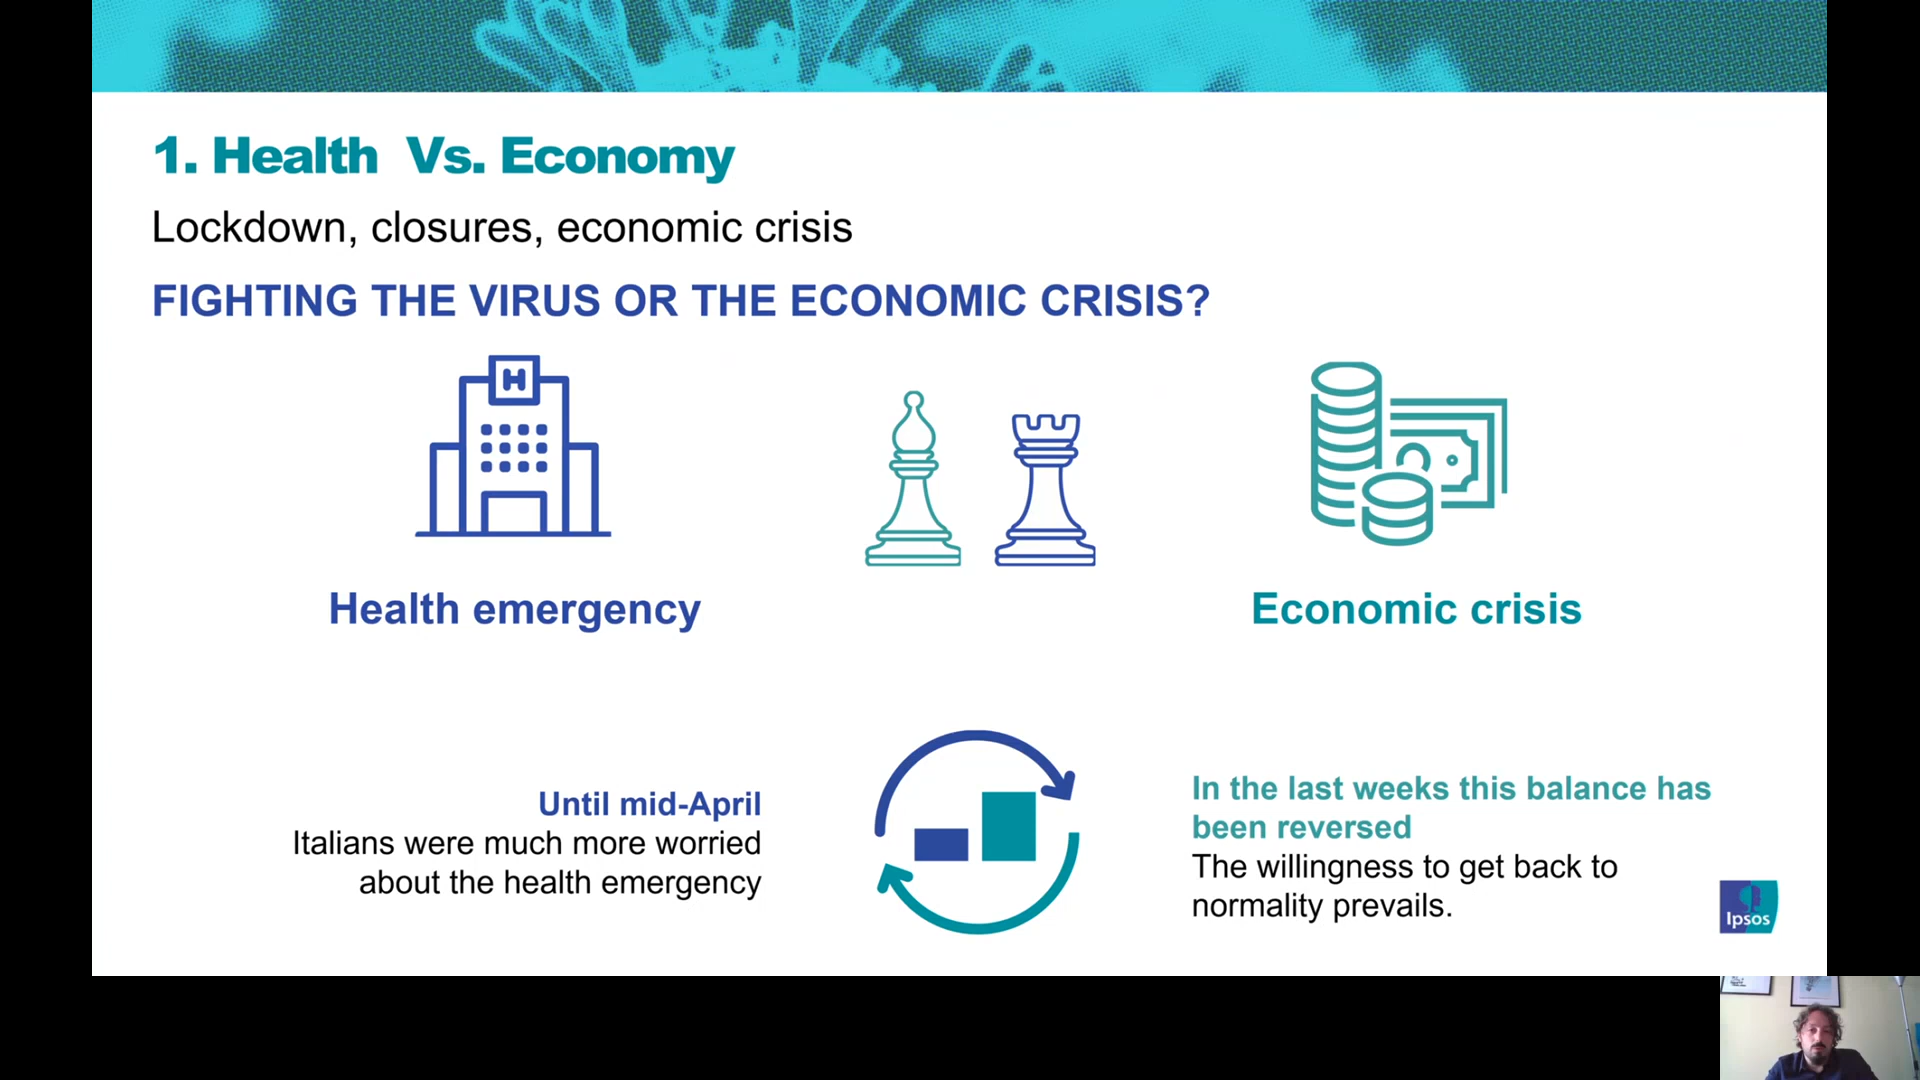 1. Health Vs. Economy
Lockdown, closures, economic crisis
FIGHTING THE VIRUS OR THE ECONOMIC CRISIS?
H
Health emergency
Economic crisis
Until mid-April
Italians were much more worried
about the health emergency
In the last weeks this balance has
been reversed
The willingness to get back to
normality prevails.
Ipsos